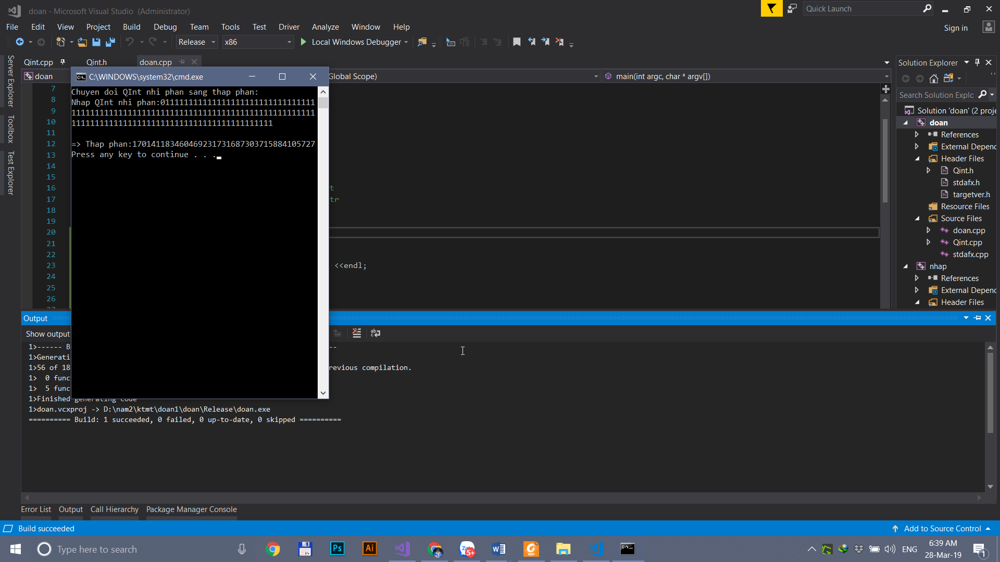 doan - Microsoft Visual Studio (Administrator)
Quick Launch
File Edit View Project Build Debug Team Tools Test Driver Analyze Window Help
Sign in
Release x86 Local Windows Debugger
Server Explorer
Toolbox
Test Explorer
Qint.cpp Qint.h doan.cpp
doan
Global Scope)
main(int argc, char * argv[])
C:\WINDOWS\system32\cmd.exe
Chuyen doi QInt nhi phan sang thap phan:
Nhap QInt nhi phan:011111111111111111111111111111111
1111111111111111111111111111111111111111111111111111
1111111111111111111111111111111111111111111
=> Thap phan:170141183460469231731687303715884105727
Press any key to continue . . .
7
8
9
10
11
12
13
14
15
16 t
17 tr
18
19
20
21
22
23 <<endl;
24
25
26
27
Solution Explorer
Search Solution Explo
Solution 'doan' (2 proje
doan
References
External Depend
Header Files
Qint.h
stdafx.h
targetver.h
Resource Files
Source Files
doan.cpp
Qint.cpp
stdafx.cpp
nhap
References
External Depend
Header Files
Output
Show output
1>------ B --
1>Generati
1>56 of 18 revious compilation.
1> 0 func
1> 5 func
1>Finished generating code
1>doan.vcxproj -> D:\nam2\ktmt\doan1\doan\Release\doan.exe
========== Build: 1 succeeded, 0 failed, 0 up-to-date, 0 skipped ==========
Error List Output Call Hierarchy Package Manager Console
Build succeeded
Add to Source Control
Type here to search
64
Ps
Ai
Zalo
5+
PDF
ENG
6:39 AM
28-Mar-19
1